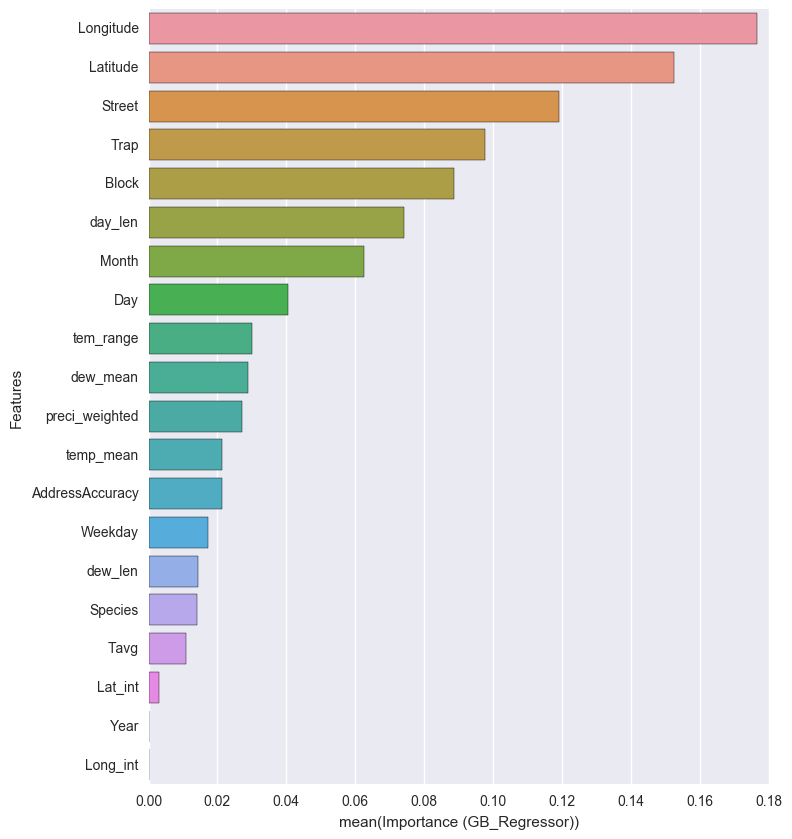 Longitude
Latitude
Street
Trap
Block
day_len
Month
Day
tem_range
dew_mean
preci_weighted
temp_mean
AddressAccuracy
Weekday
dew_len
Species
Tavg
Lat_int
Year
Long_int
Features
0.00 0.02 0.04 0.06 0.08 0.10 0.12 0.14 0.16 0.18
mean(Importance (GB_Regressor))